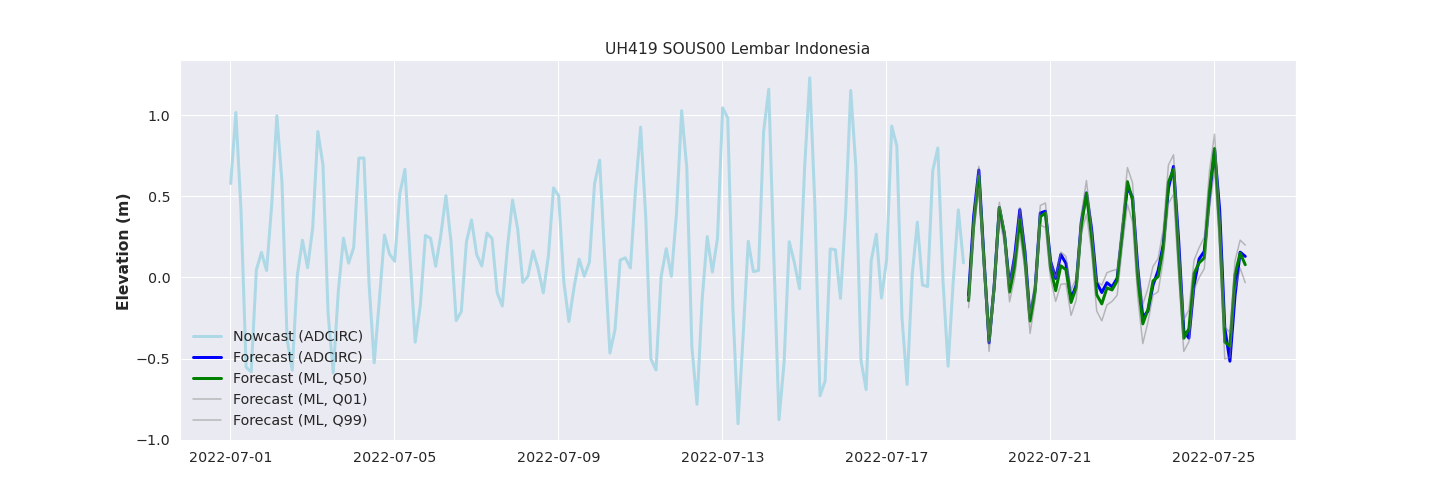 UH419 SOUS00 Lembar Indonesia
Elevation (m)
1.0
0.5
0.0
−0.5
−1.0
Nowcast (ADCIRC)
Forecast (ADCIRC)
Forecast (ML, Q50)
Forecast (ML, Q01)
Forecast (ML, Q99)
2022-07-01 2022-07-05 2022-07-09 2022-07-13 2022-07-17 2022-07-21 2022-07-25